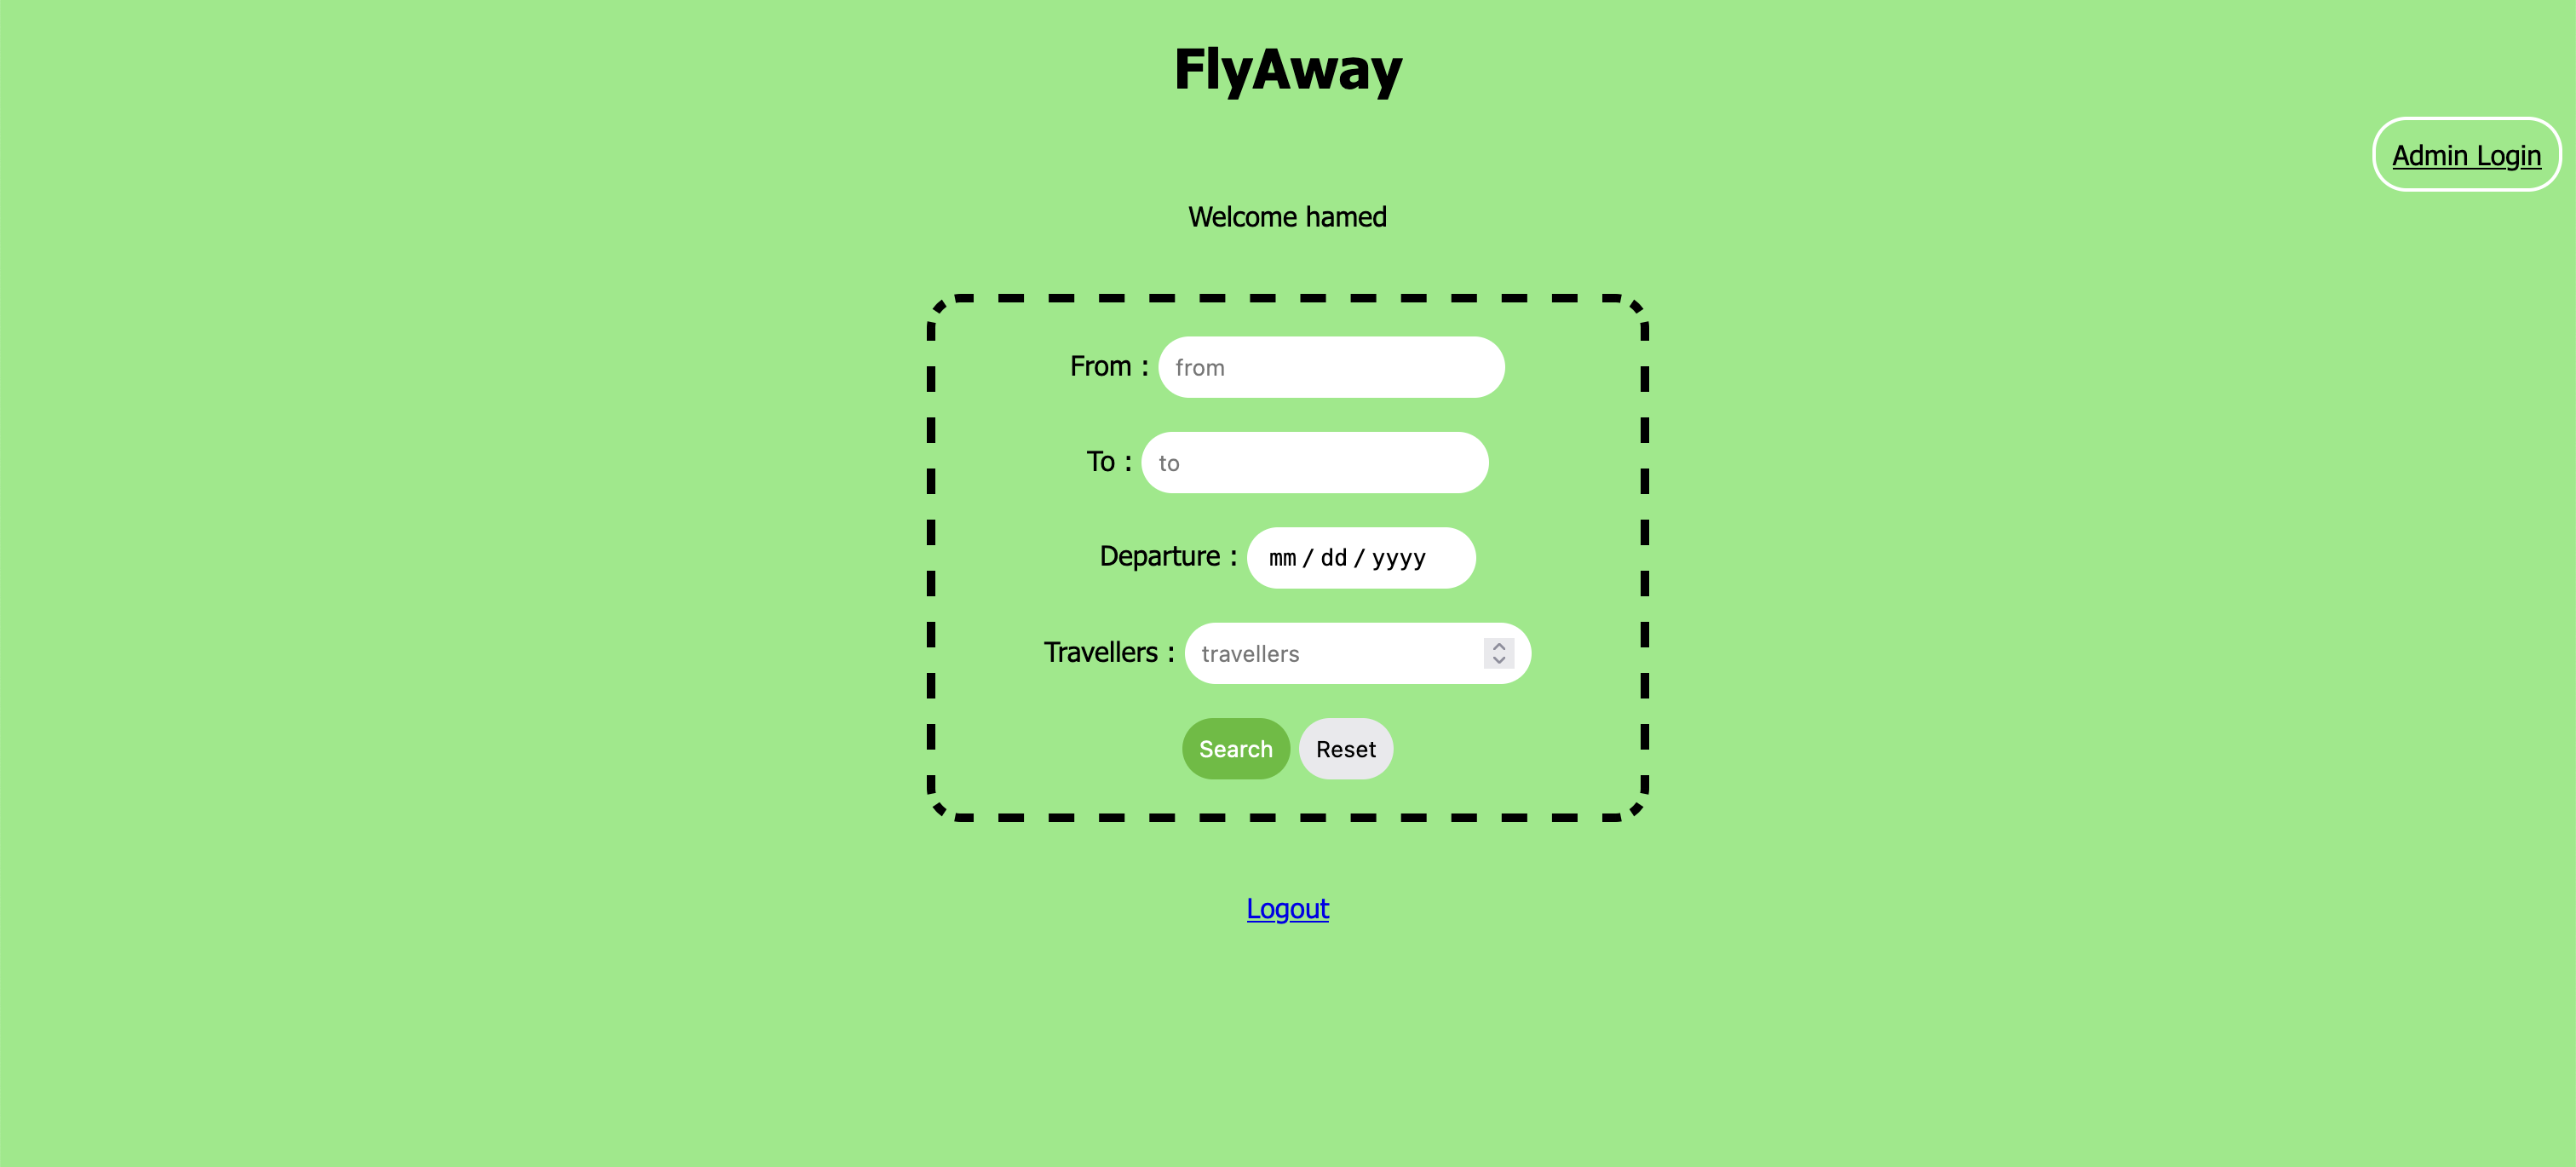 FlyAway
Admin Login
Welcome hamed
From : from
To : to
Departure : mm / dd / yyyy
Travellers : travellers
Search Reset
Logout